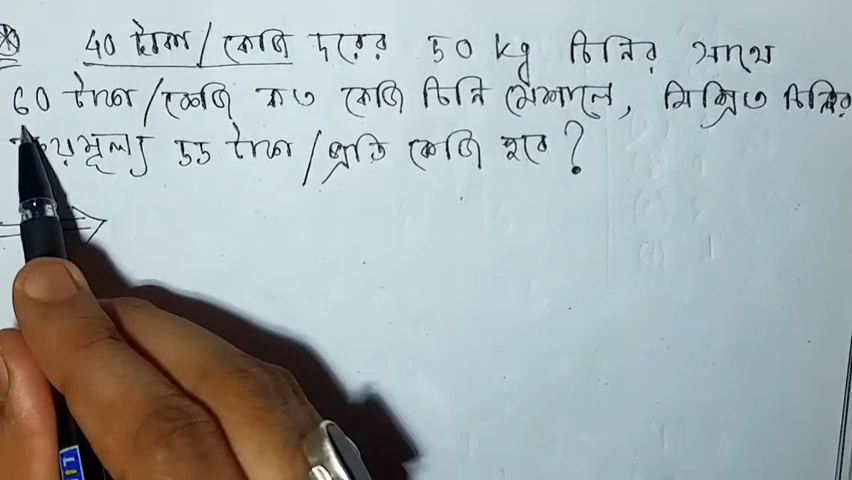 40 টাকা/কেজি দরের 50 kg চিনির সাথে
60 টাকা/কেজি কত কেজি চিনি মেশালে, মিশ্রিত চিনির
ক্রয়মূল্য 55 টাকা/প্রতি কেজি হবে?